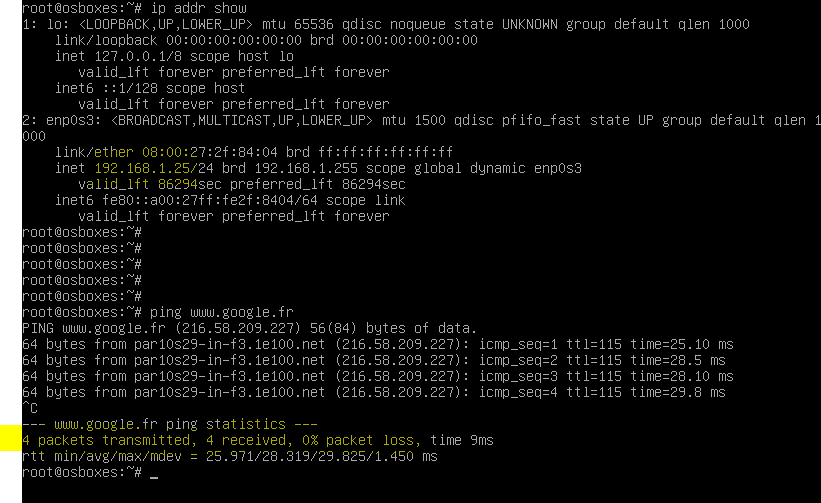 root@osboxes:~# ip addr show
1: lo: <LOOPBACK,UP,LOWER_UP> mtu 65536 qdisc noqueue state UNKNOWN group default qlen 1000
    link/loopback 00:00:00:00:00:00 brd 00:00:00:00:00:00
    inet 127.0.0.1/8 scope host lo
       valid_lft forever preferred_lft forever
    inet6 ::1/128 scope host
       valid_lft forever preferred_lft forever
2: enp0s3: <BROADCAST,MULTICAST,UP,LOWER_UP> mtu 1500 qdisc pfifo_fast state UP group default qlen 1
000
    link/ether 08:00:27:2f:84:04 brd ff:ff:ff:ff:ff:ff
    inet 192.168.1.25/24 brd 192.168.1.255 scope global dynamic enp0s3
       valid_lft 86294sec preferred_lft 86294sec
    inet6 fe80::a00:27ff:fe2f:8404/64 scope link
       valid_lft forever preferred_lft forever
root@osboxes:~#
root@osboxes:~#
root@osboxes:~#
root@osboxes:~#
root@osboxes:~#
root@osboxes:~# ping www.google.fr
PING www.google.fr (216.58.209.227) 56(84) bytes of data.
64 bytes from par10s29-in-f3.1e100.net (216.58.209.227): icmp_seq=1 ttl=115 time=25.10 ms
64 bytes from par10s29-in-f3.1e100.net (216.58.209.227): icmp_seq=2 ttl=115 time=28.5 ms
64 bytes from par10s29-in-f3.1e100.net (216.58.209.227): icmp_seq=3 ttl=115 time=28.10 ms
64 bytes from par10s29-in-f3.1e100.net (216.58.209.227): icmp_seq=4 ttl=115 time=29.8 ms
^C
--- www.google.fr ping statistics ---
4 packets transmitted, 4 received, 0% packet loss, time 9ms
rtt min/avg/max/mdev = 25.971/28.319/29.825/1.450 ms
root@osboxes:~# _